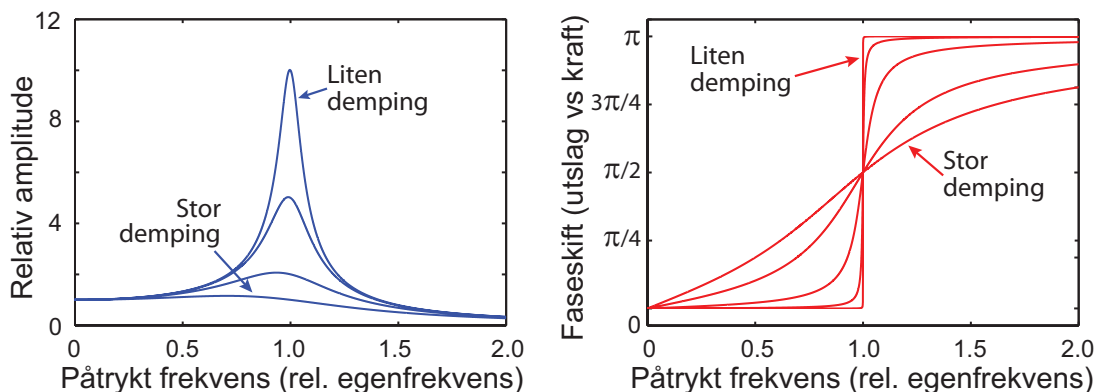 Relativ amplitude
12
8
4
0
Liten
demping
Stor
demping
0
0.5
1.0
1.5
2.0
Påtrykt frekvens (rel. egenfrekvens)
Faseskift (utslag vs kraft)
π
3π/4
π/2
π/4
0
Liten
demping
Stor
demping
0
0.5
1.0
1.5
2.0
Påtrykt frekvens (rel. egenfrekvens)